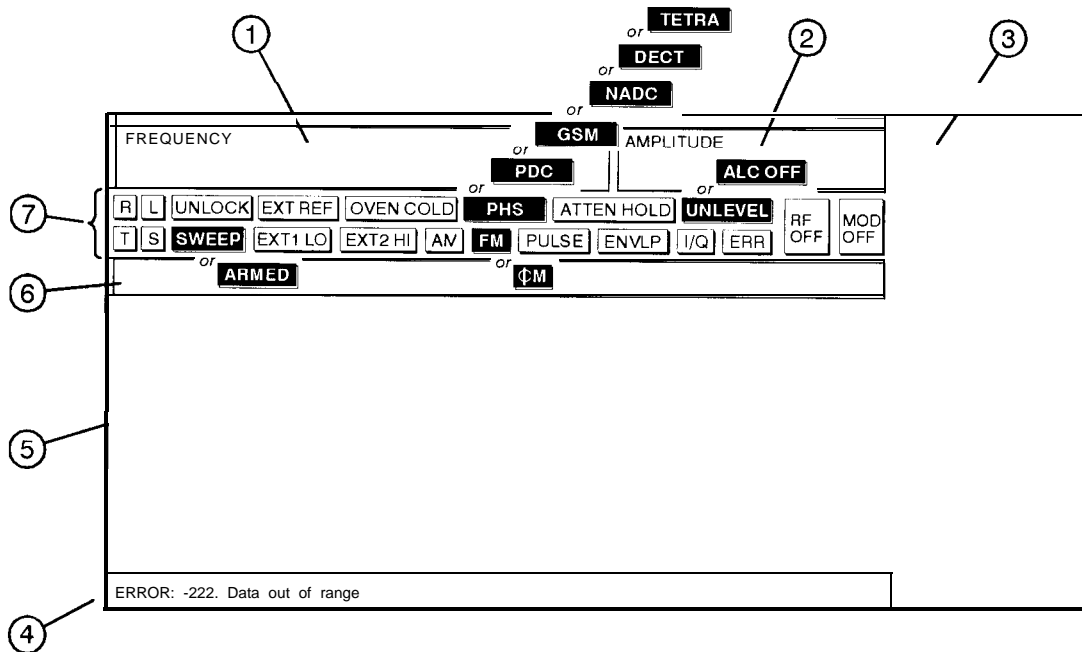 or TETRA
1
2
3
or DECT
or NADC
or GSM
FREQUENCY
AMPLITUDE
or PDC
ALC OFF
or
or
7
R L UNLOCK EXT REF OVEN COLD PHS ATTEN HOLD UNLEVEL RF OFF MOD OFF
T S SWEEP EXT1 LO EXT2 HI AM FM PULSE ENVLP I/Q ERR
or ARMED
or ΦM
6
5
ERROR: -222. Data out of range
4